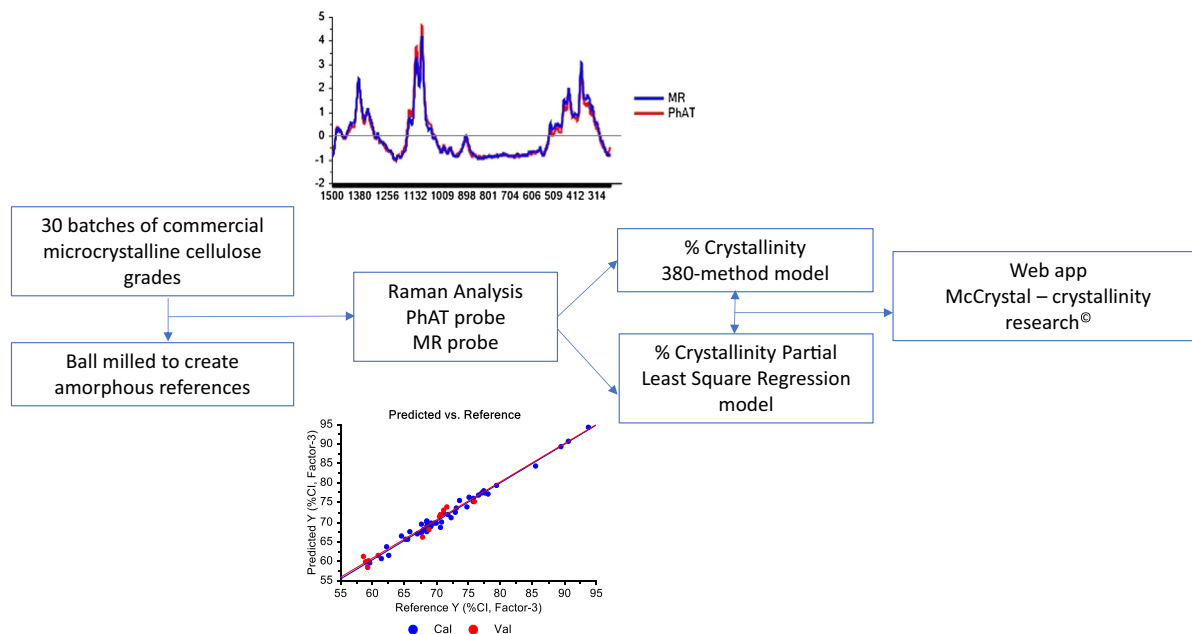 5
4
3
2
1
0
-1
-2
1500 1380 1256 1132 1009 898 801 704 606 509 412 314
MR
PhAT
30 batches of commercial
microcrystalline cellulose
grades
Ball milled to create
amorphous references
Raman Analysis
PhAT probe
MR probe
% Crystallinity
380-method model
% Crystallinity Partial
Least Square Regression
model
Web app
McCrystal – crystallinity
research©
Predicted vs. Reference
Predicted Y (%CI, Factor-3)
95
90
85
80
75
70
65
60
55
55 60 65 70 75 80 85 90 95
Reference Y (%CI, Factor-3)
Cal Val